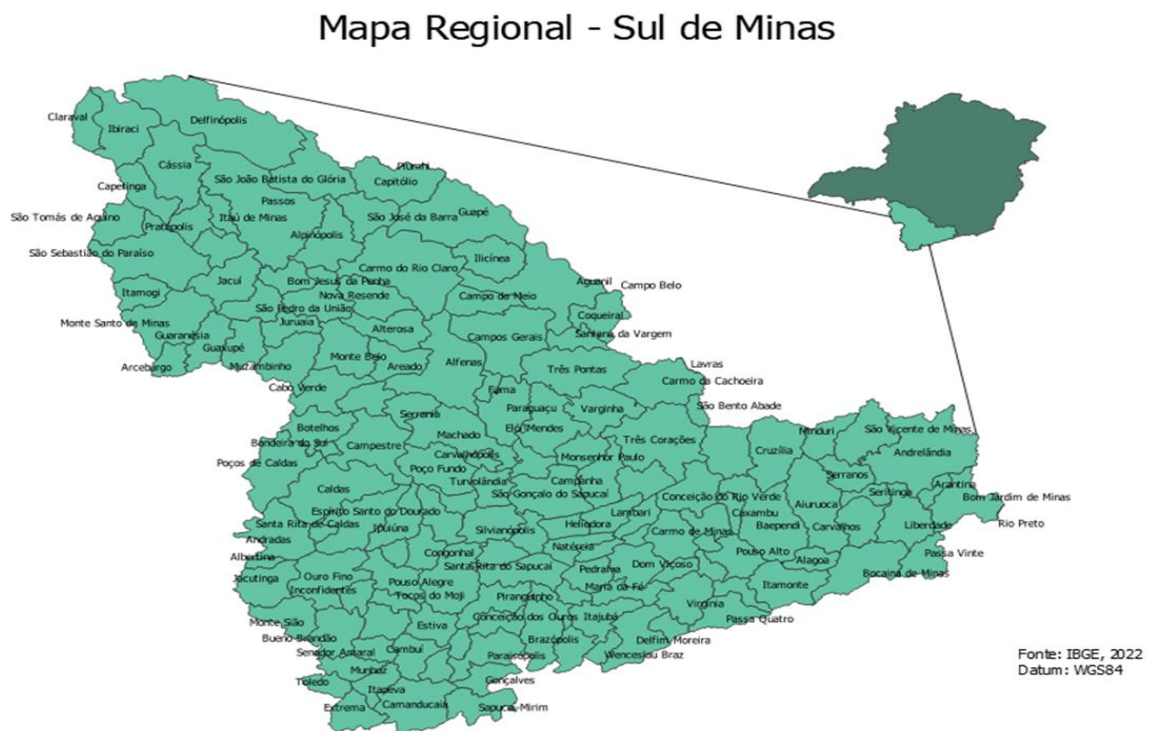 Mapa Regional - Sul de Minas
Claraval
Ibiraci
Delfinópolis
Cássia
Piumhi
Capitólio
Capetinga
São João Batista do Glória
Passos
São Tomás de Aquino
Itaú de Minas
São José da Barra
Guapé
Pratápolis
Alpinópolis
São Sebastião do Paraíso
Ilicínea
Carmo do Rio Claro
Jacuí
Bom Jesus da Penha
Aguanil
Campo Belo
Itamogi
Nova Resende
Campo do Meio
São Pedro da União
Coqueiral
Monte Santo de Minas
Juruaia
Alterosa
Guaranésia
Campos Gerais
Santana da Vargem
Guaxupé
Monte Belo
Arceburgo
Muzambinho
Areado
Alfenas
Três Pontas
Lavras
Carmo da Cachoeira
Cabo Verde
Fama
Serrania
Paraguaçu
Varginha
São Bento Abade
Botelhos
Elói Mendes
Bandeira do Sul
Campestre
Machado
Três Corações
Minduri
São Vicente de Minas
Carvalhópolis
Monsenhor Paulo
Cruzília
Andrelândia
Poços de Caldas
Poço Fundo
Turvolândia
Campanha
Serranos
Arantina
Caldas
São Gonçalo do Sapucaí
Conceição do Rio Verde
Seritinga
Bom Jardim de Minas
Espírito Santo do Dourado
Lambari
Caxambu
Aiuruoca
Santa Rita de Caldas
Ipuiúna
Silvianópolis
Heliodora
Carmo de Minas
Baependi
Carvalhos
Liberdade
Rio Preto
Andradas
Natércia
Albertina
Congonhal
Pouso Alto
Alagoa
Passa Vinte
Santa Rita do Sapucaí
Pedralva
Dom Viçoso
Bocaina de Minas
Jacutinga
Ouro Fino
Inconfidentes
Pouso Alegre
Maria da Fé
Itamonte
Tocos do Moji
Piranguinho
Virgínia
Monte Sião
Estiva
Conceição dos Ouros
Itajubá
Passa Quatro
Bueno Brandão
Brazópolis
Delfim Moreira
Senador Amaral
Cambuí
Paraisópolis
Wenceslau Braz
Munhoz
Toledo
Itapeva
Gonçalves
Extrema
Camanducaia
Sapucaí-Mirim
Fonte: IBGE, 2022
Datum: WGS84